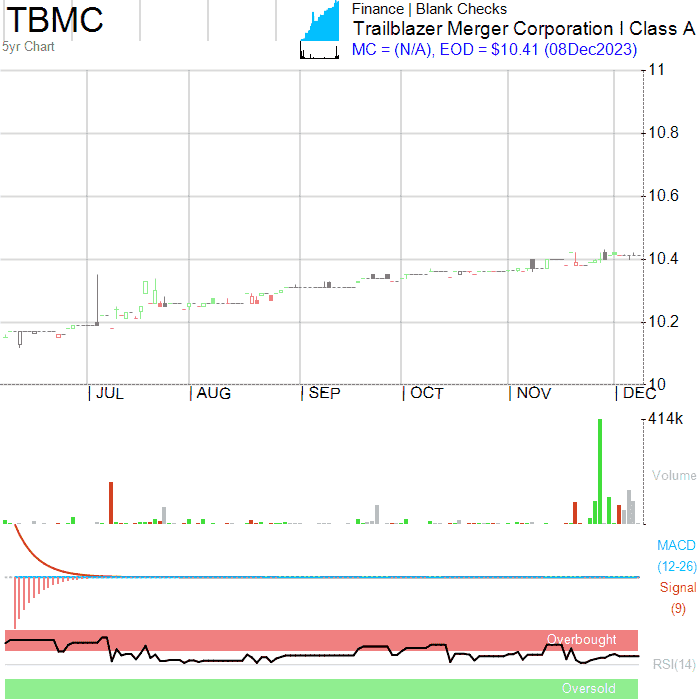 TBMC
5yr Chart
Finance | Blank Checks
Trailblazer Merger Corporation I Class A
MC = (N/A), EOD = $10.41 (08Dec2023)
11
10.8
10.6
10.4
10.2
10
JUL AUG SEP OCT NOV DEC
414k
Volume
MACD
(12-26)
Signal
(9)
Overbought
RSI(14)
Oversold